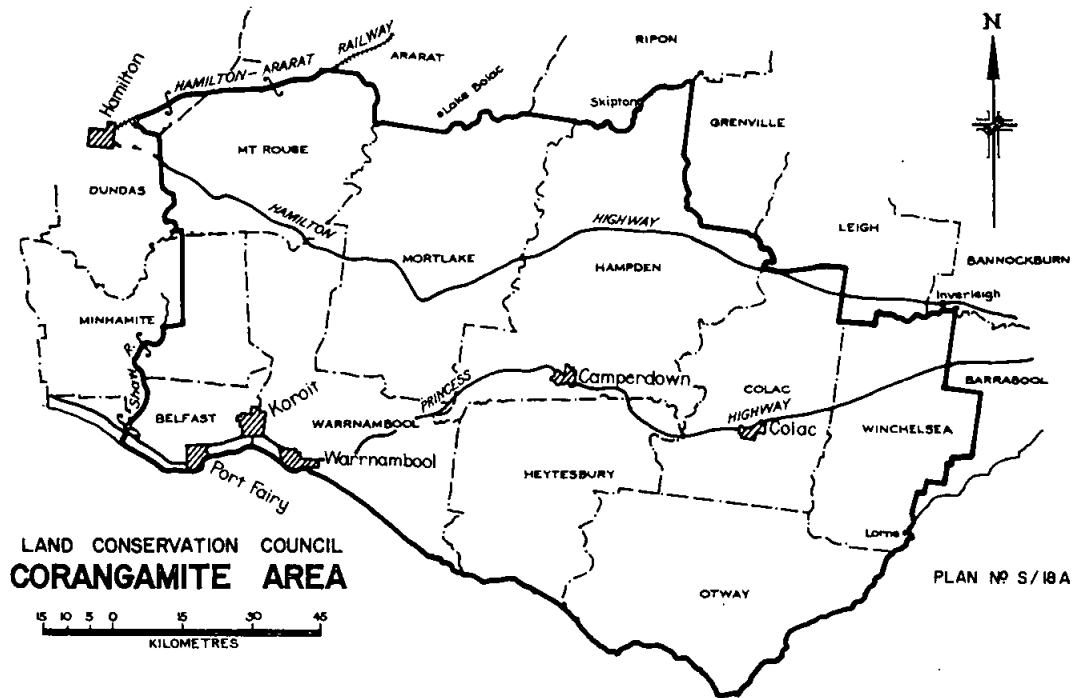 N
RIPON
RAILWAY
ARARAT
HAMILTON-ARARAT
Hamilton
Lake Bolac
Skipton
GRENVILLE
MT ROUSE
DUNDAS
HAMILTON
HIGHWAY
LEIGH
MORTLAKE
HAMPDEN
BANNOCKBURN
Inverleigh
MINHAMITE
Shaw R.
PRINCESS
Camperdown
BARRABOOL
COLAC
Koroit
BELFAST
WARRNAMBOOL
HIGHWAY
Colac
WINCHELSEA
Warrnambool
Port Fairy
HEYTESBURY
Lorne
LAND CONSERVATION COUNCIL
CORANGAMITE AREA
PLAN Nº S/18A
OTWAY
15 10 5 0 15 30 45
KILOMETRES